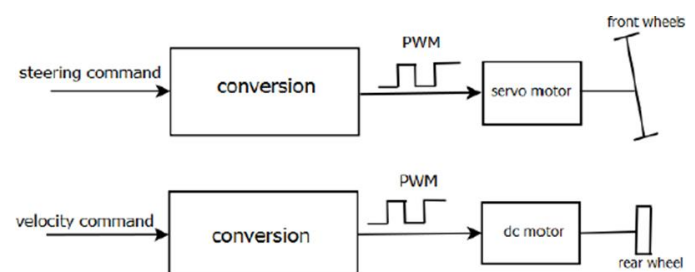 front wheels
PWM
steering command
conversion
servo motor
PWM
velocity command
conversion
dc motor
rear wheel